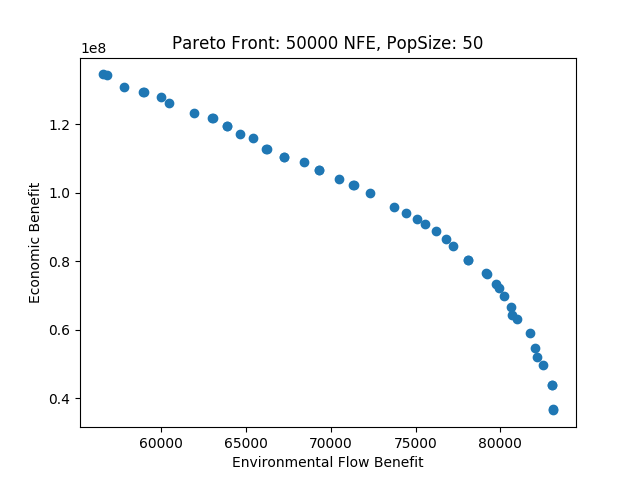 Pareto Front: 50000 NFE, PopSize: 50
1e8
1.2
1.0
0.8
0.6
0.4
Economic Benefit
60000 65000 70000 75000 80000
Environmental Flow Benefit